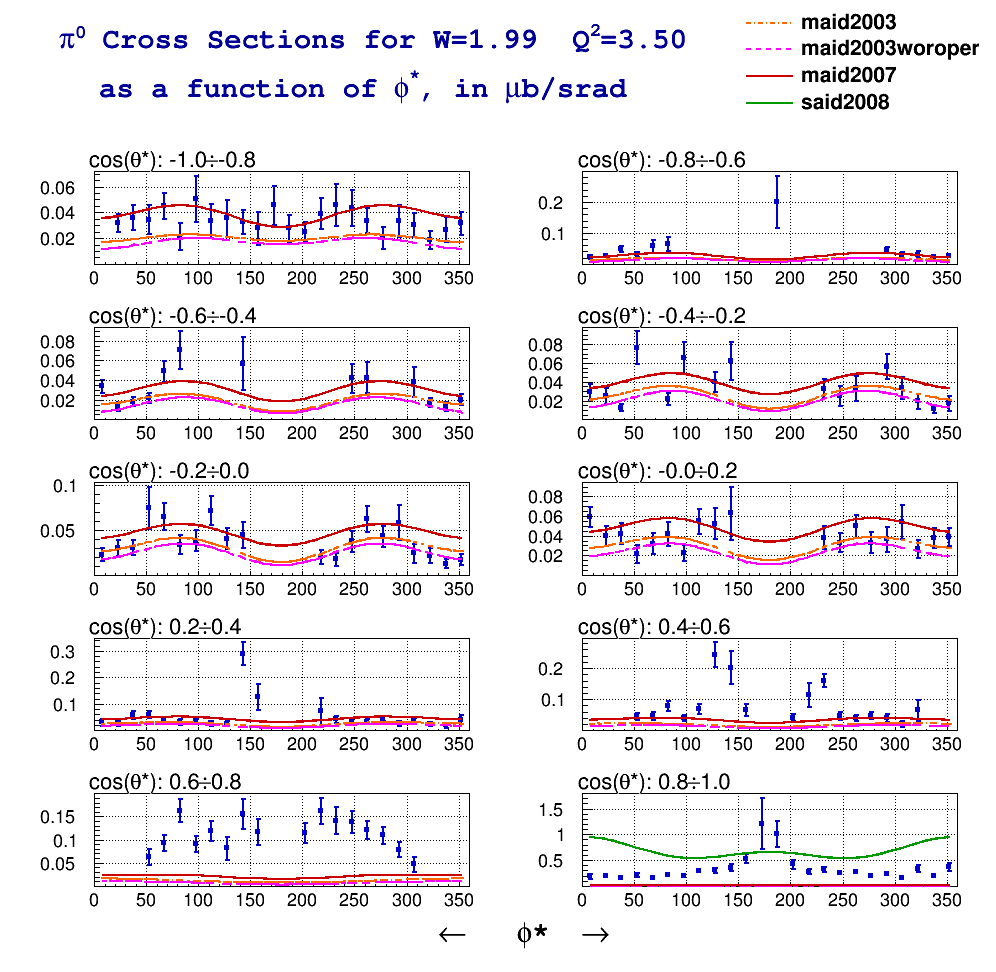 π⁰ Cross Sections for W=1.99 Q²=3.50
as a function of ϕ*, in μb/srad
maid2003
maid2003woroper
maid2007
said2008
cos(θ*): -1.0÷-0.8
0.06
0.04
0.02
0 50 100 150 200 250 300 350
cos(θ*): -0.8÷-0.6
0.2
0.1
0 50 100 150 200 250 300 350
cos(θ*): -0.6÷-0.4
0.08
0.06
0.04
0.02
0 50 100 150 200 250 300 350
cos(θ*): -0.4÷-0.2
0.08
0.06
0.04
0.02
0 50 100 150 200 250 300 350
cos(θ*): -0.2÷0.0
0.1
0.05
0 50 100 150 200 250 300 350
cos(θ*): -0.0÷0.2
0.08
0.06
0.04
0.02
0 50 100 150 200 250 300 350
cos(θ*): 0.2÷0.4
0.3
0.2
0.1
0 50 100 150 200 250 300 350
cos(θ*): 0.4÷0.6
0.2
0.1
0 50 100 150 200 250 300 350
cos(θ*): 0.6÷0.8
0.15
0.1
0.05
0 50 100 150 200 250 300 350
cos(θ*): 0.8÷1.0
1.5
1
0.5
0 50 100 150 200 250 300 350
← ϕ* →